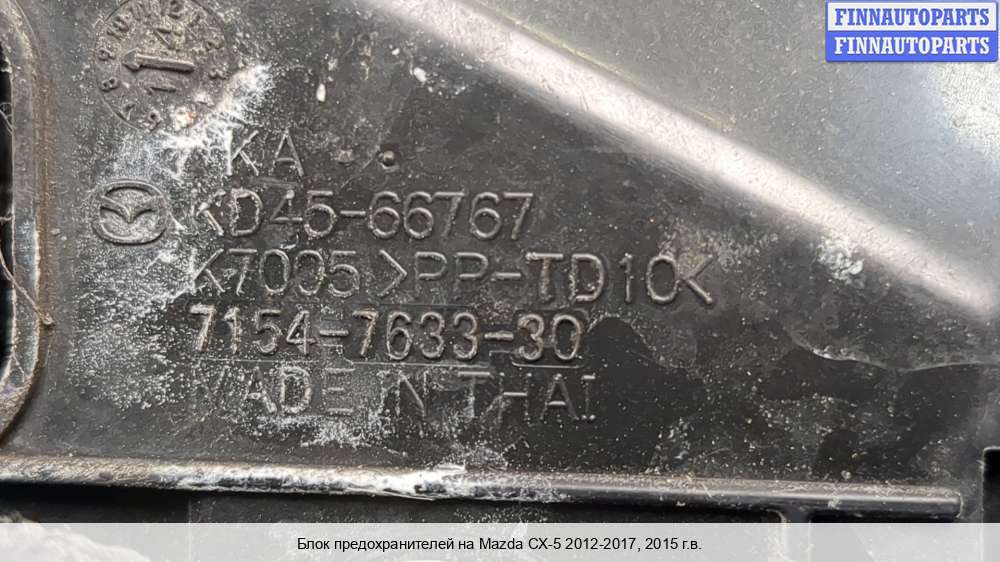 FINNAUTOPARTS
FINNAUTOPARTS
14
KA
KD45-66767
K7005 >PP-TD10<
7154-7633-30
MADE IN THAI
Блок предохранителей на Mazda CX-5 2012-2017, 2015 г.в.